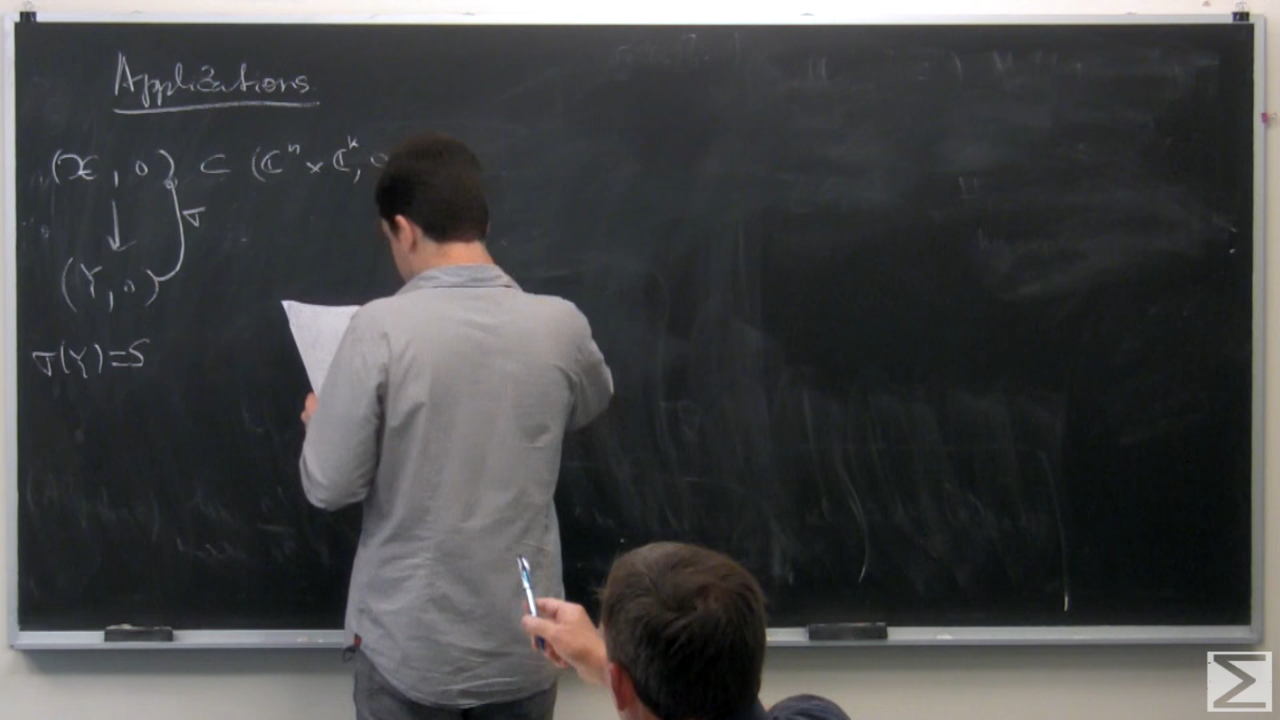 Applications
(𝒳, 0) ⊂ (ℂⁿ × ℂᵏ, 0
↓ σ
(Y, 0)
σ(Y) = S